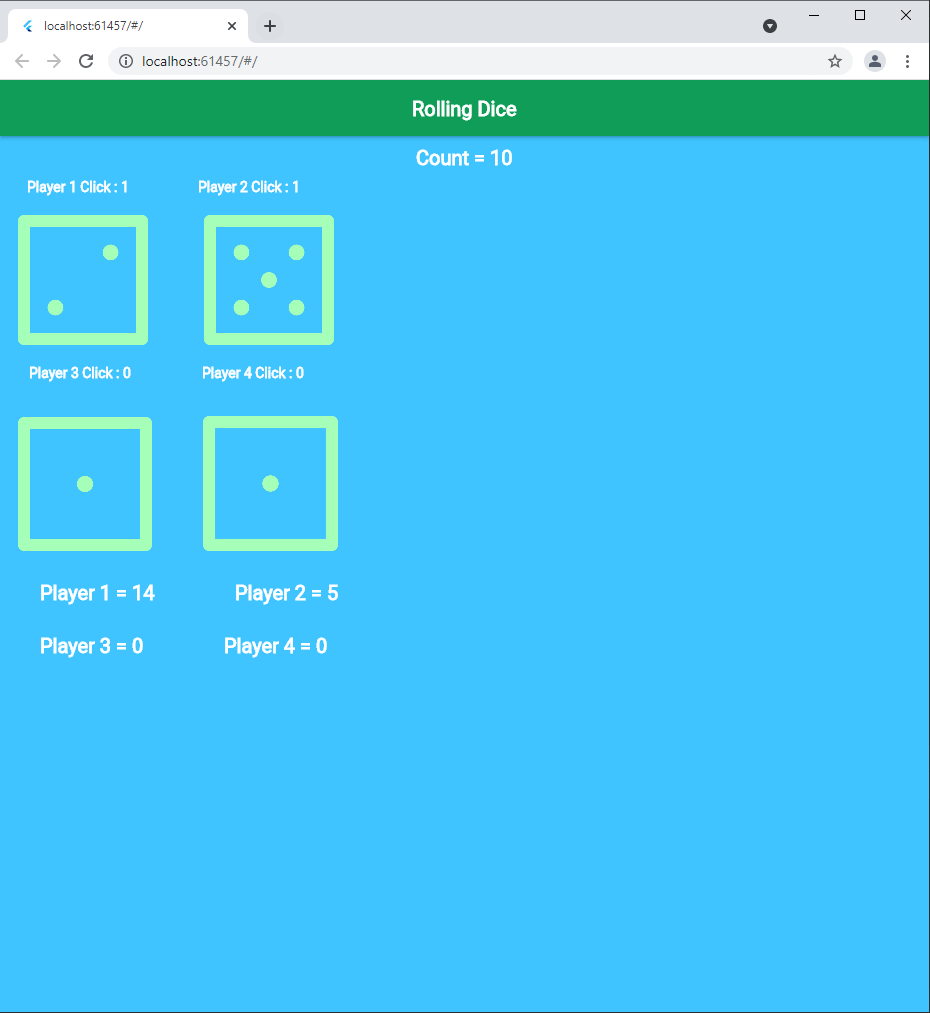 localhost:61457/#/
localhost:61457/#/
Rolling Dice
Count = 10
Player 1 Click : 1 Player 2 Click : 1
Player 3 Click : 0 Player 4 Click : 0
Player 1 = 14 Player 2 = 5
Player 3 = 0 Player 4 = 0